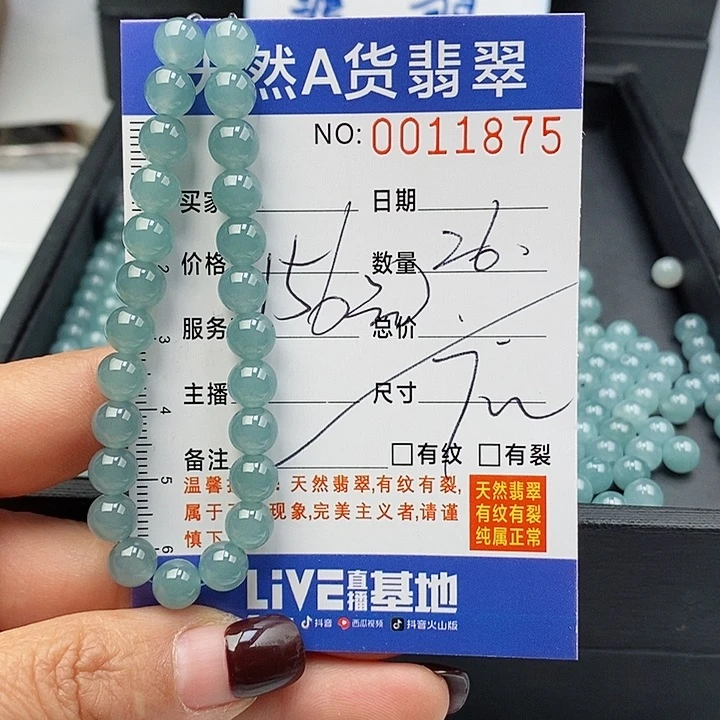 然A货翡翠
NO: 0011875
买家 日期
价格 数量 26.
服务 总价
主播 尺寸
备注 □有纹 □有裂
温馨 : 天然翡翠,有纹有裂,
属于 现象,完美主义者,请谨
慎下
天然翡翠
有纹有裂
纯属正常
LiVE直播基地
抖音 西瓜视频 抖音火山版